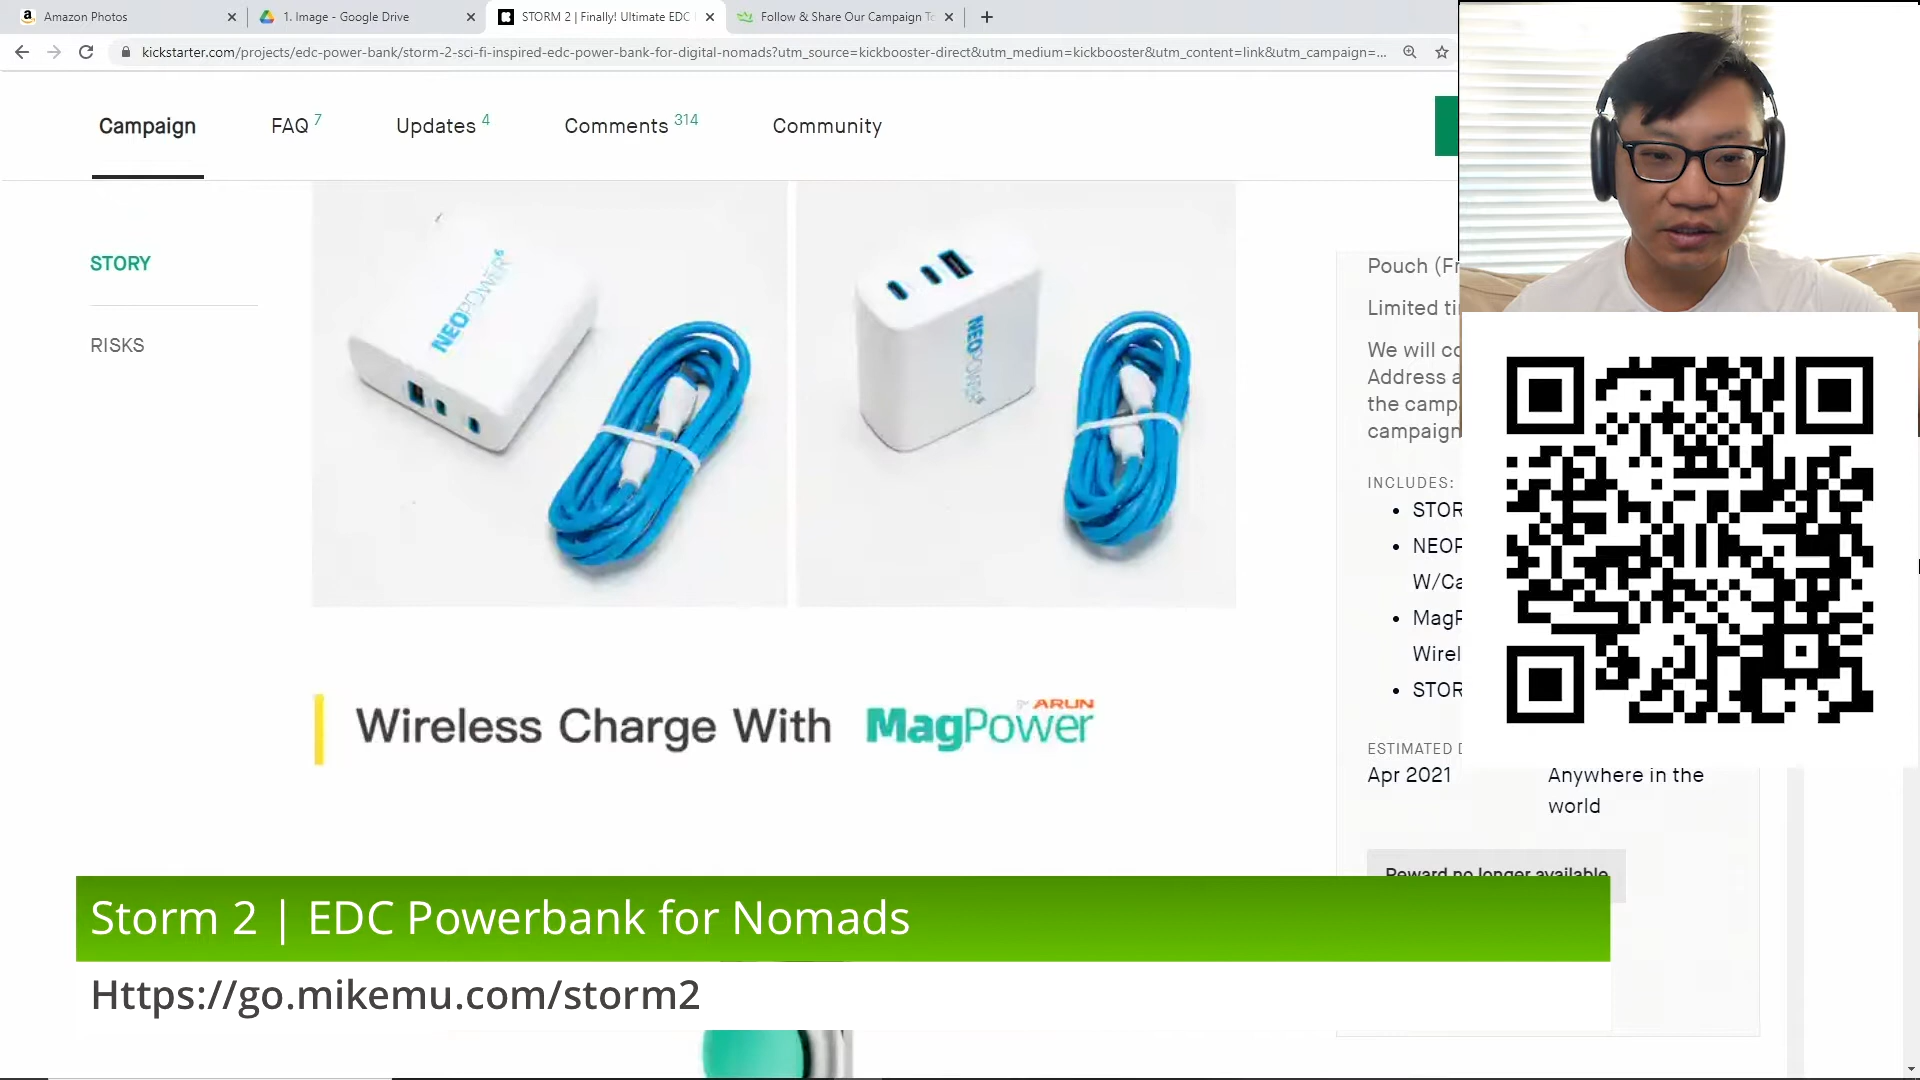 Amazon Photos
1. Image - Google Drive
STORM 2 | Finally! Ultimate EDC
Follow & Share Our Campaign To
kickstarter.com/projects/edc-power-bank/storm-2-sci-fi-inspired-edc-power-bank-for-digital-nomads?utm_source=kickbooster-direct&utm_medium=kickbooster&utm_content=link&utm_campaign=...
Campaign
FAQ 7
Updates 4
Comments 314
Community
STORY
RISKS
NEOPOWER
NEOPOWER
Pouch (Fr
Limited ti
We will co
Address a
the camp
campaign
INCLUDES:
STOR
NEOP
W/Ca
MagP
Wirel
STOR
ESTIMATED D
Apr 2021
Anywhere in the
world
Reward no longer available
Wireless Charge With MagPower
BY ARUN
Storm 2 | EDC Powerbank for Nomads
Https://go.mikemu.com/storm2